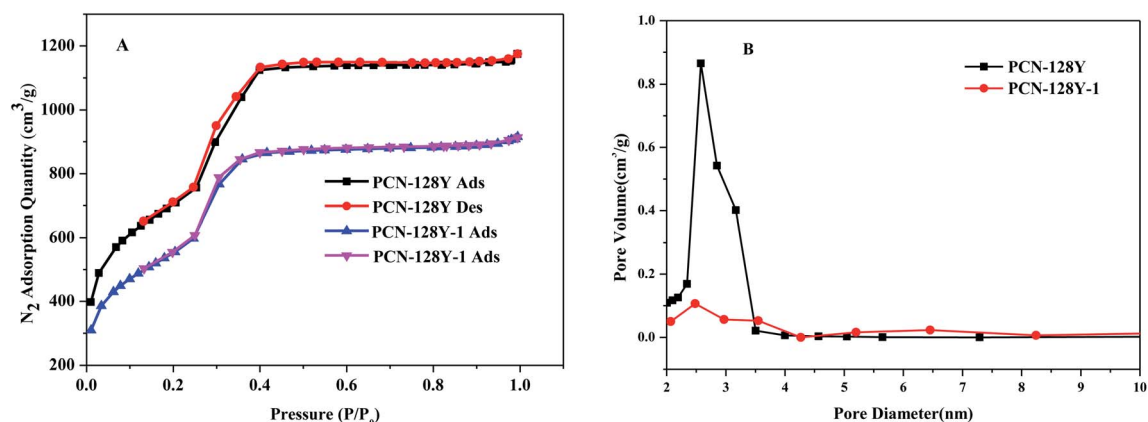 A
N2 Adsorption Quantity (cm3/g)
1200
1000
800
600
400
200
0.0 0.2 0.4 0.6 0.8 1.0
Pressure (P/P0)
PCN-128Y Ads
PCN-128Y Des
PCN-128Y-1 Ads
PCN-128Y-1 Ads
B
Pore Volume(cm3/g)
1.0
0.8
0.6
0.4
0.2
0.0
2 3 4 5 6 7 8 9 10
Pore Diameter(nm)
PCN-128Y
PCN-128Y-1